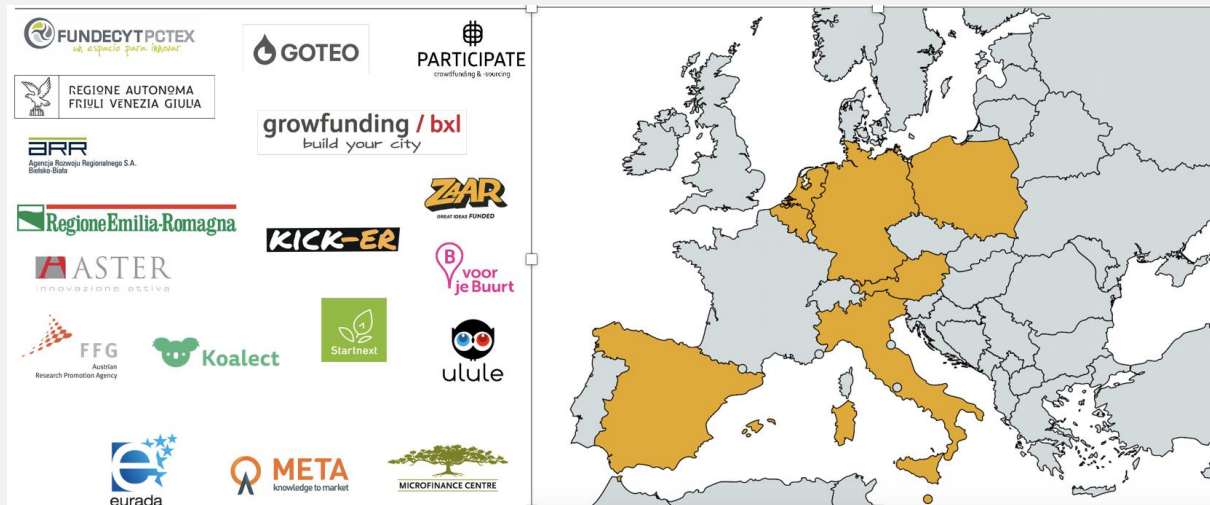 FUNDECYTPCTEX
un espacio para innovar
GOTEO
PARTICIPATE
crowdfunding & -sourcing
REGIONE AUTONOMA
FRIULI VENEZIA GIULIA
growfunding / bxl
build your city
ARR
Agencja Rozwoju Regionalnego S.A.
Bielsko-Biała
ZAAR
GREAT IDEAS FUNDED
RegioneEmilia-Romagna
KICK-ER
ASTER
innovazione attiva
B
voor
je Buurt
FFG
Austrian
Research Promotion Agency
Koalect
Startnext
ulule
e
eurada
META
knowledge to market
MICROFINANCE CENTRE